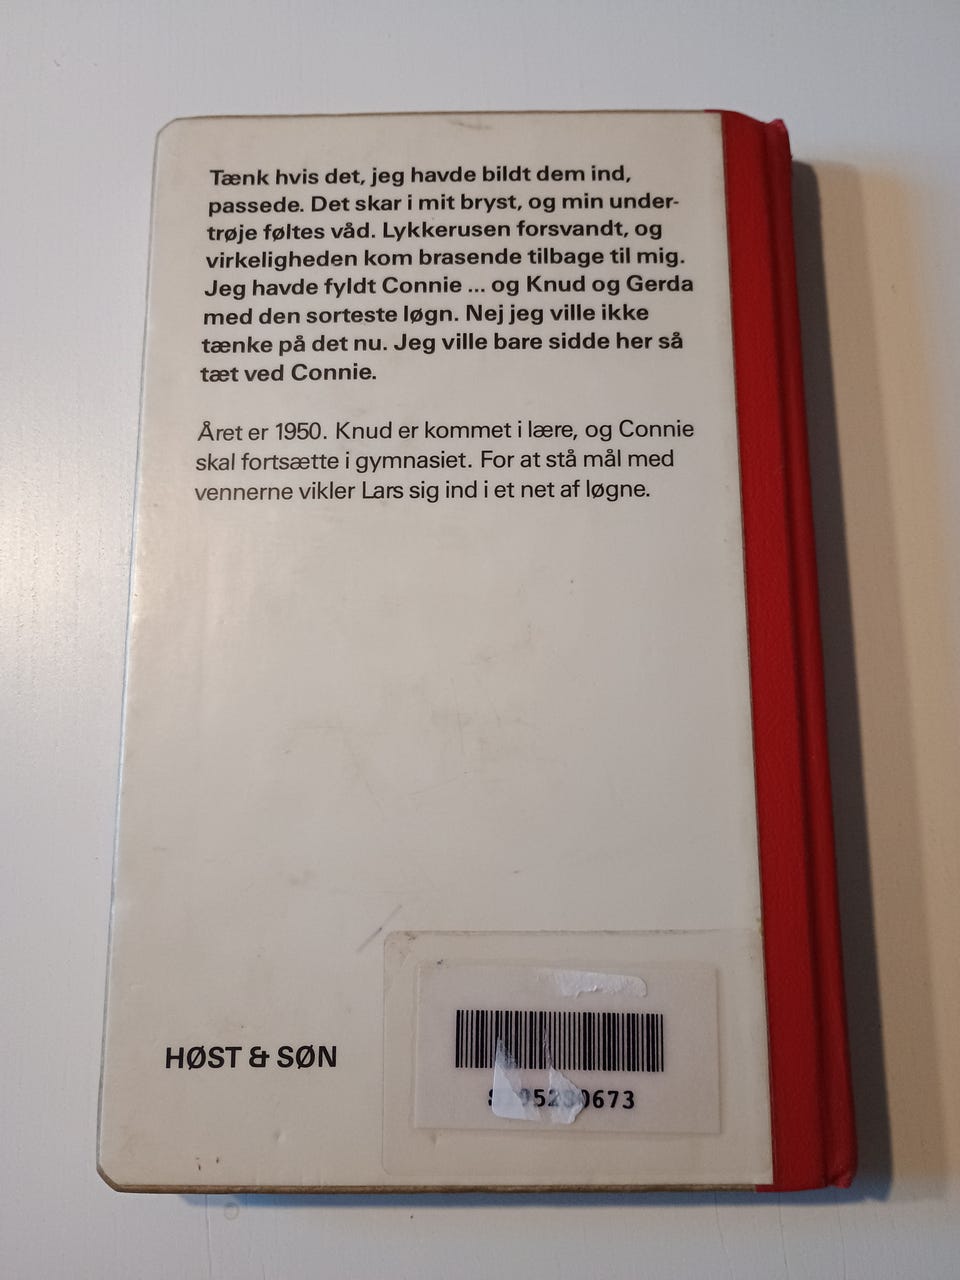 Tænk hvis det, jeg havde bildt dem ind,
passede. Det skar i mit bryst, og min under-
trøje føltes våd. Lykkerusen forsvandt, og
virkeligheden kom brasende tilbage til mig.
Jeg havde fyldt Connie ... og Knud og Gerda
med den sorteste løgn. Nej jeg ville ikke
tænke på det nu. Jeg ville bare sidde her så
tæt ved Connie.
Året er 1950. Knud er kommet i lære, og Connie
skal fortsætte i gymnasiet. For at stå mål med
vennerne vikler Lars sig ind i et net af løgne.
HØST & SØN